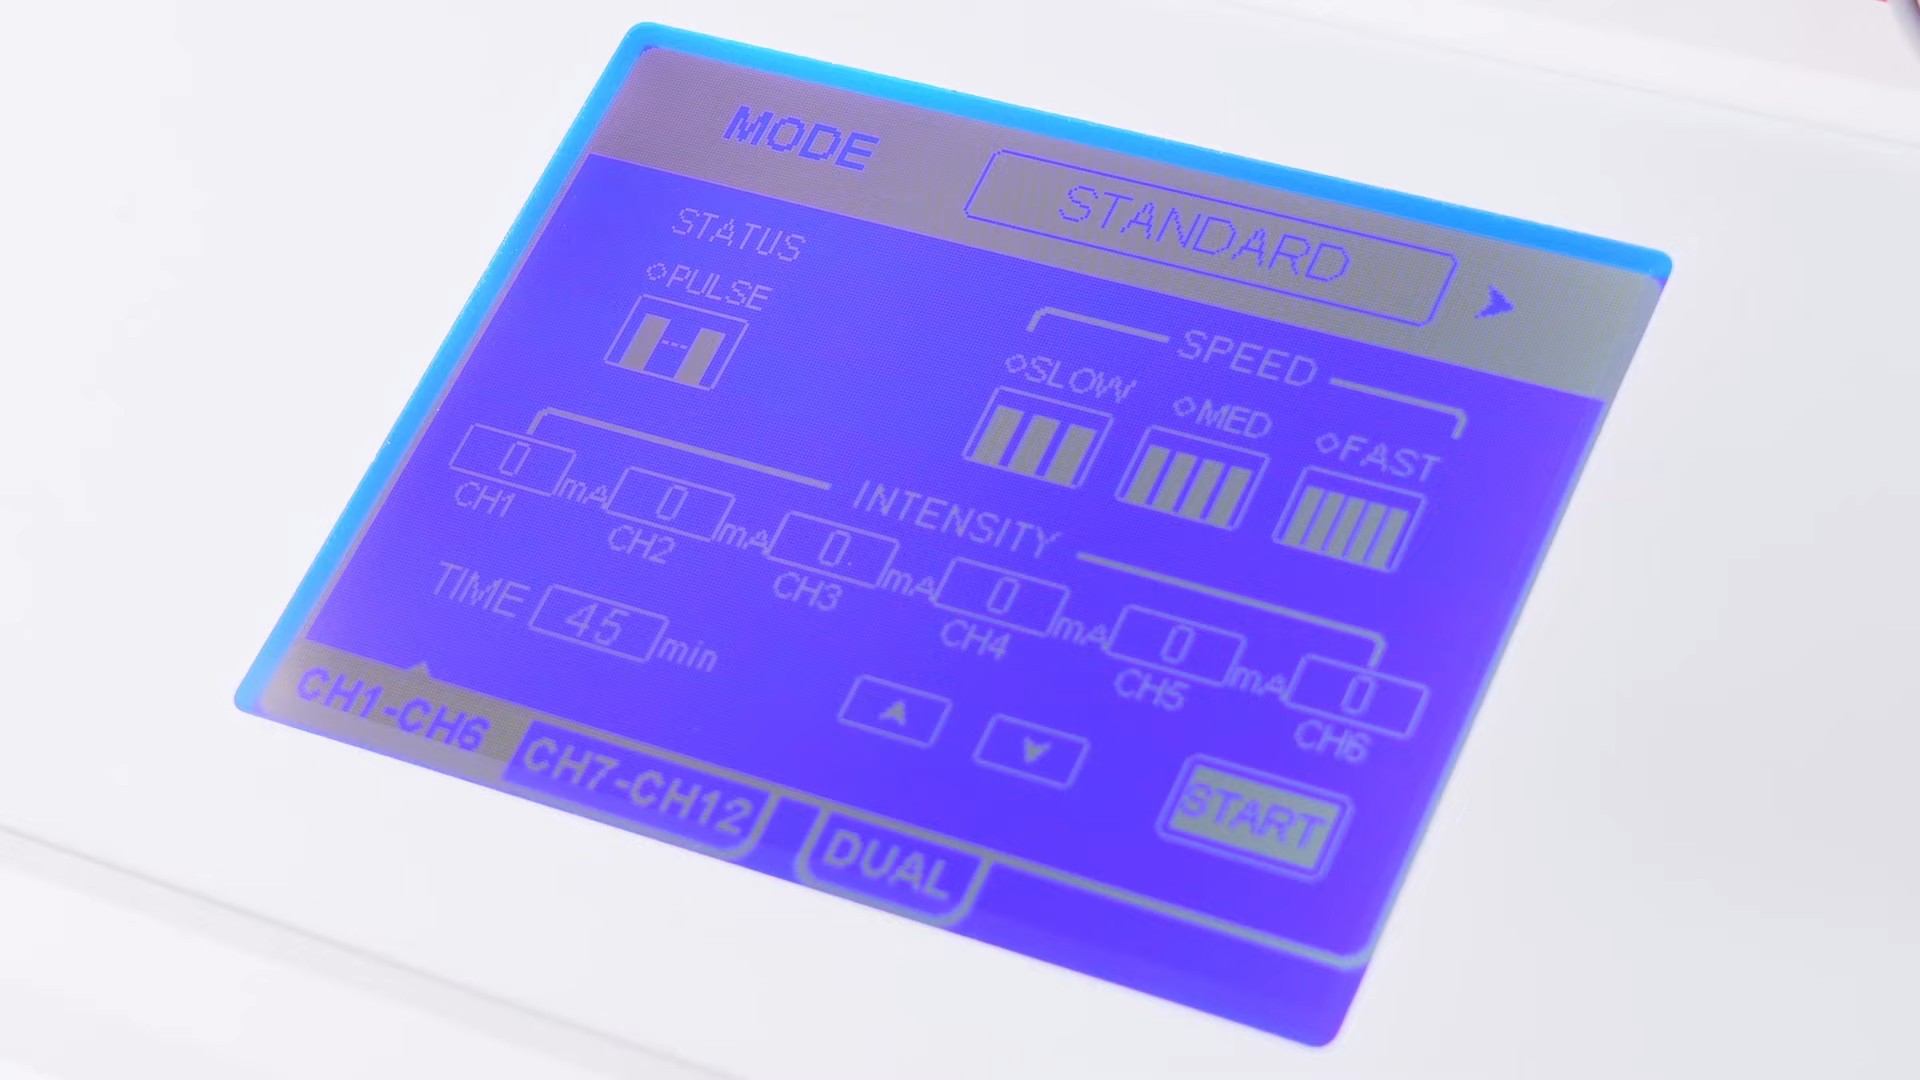 MODE STANDARD
STATUS
PULSE
SPEED
SLOW MED FAST
INTENSITY
0 mA 0 mA 0 mA 0 mA 0 mA 0
CH1 CH2 CH3 CH4 CH5 CH6
TIME 45 min
START
CH1-CH6 CH7-CH12 DUAL